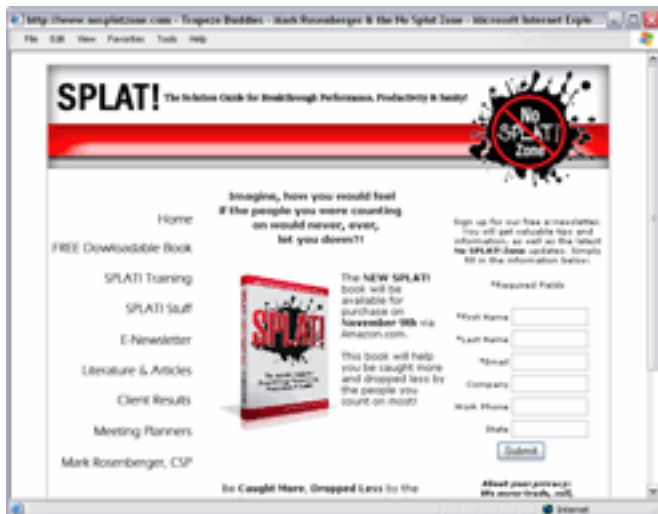 http://www.nosplatzone.com - Trapeze Buddies - Mark Rosenberger & the No Splat Zone - Microsoft Internet Explo...
File Edit View Favorites Tools Help
SPLAT! The Solution Guide for Breakthrough Performance, Productivity & Sanity!
No
SPLAT!
Zone
Home
FREE Downloadable Book
SPLAT! Training
SPLAT! Stuff
E-Newsletter
Literature & Articles
Client Results
Meeting Planners
Mark Rosenberger, CSP
Imagine, how you would feel
if the people you were counting
on would never, ever,
let you down?!
SPLAT!
The NEW SPLAT!
book will be
available for
purchase on
November 9th via
Amazon.com.
This book will help
you be caught more
and dropped less by
the people you
count on most!
Be Caught More, Dropped Less by the
Sign up for our free e-newsletter.
You will get valuable tips and
information, as well as the latest
No SPLAT! Zone updates. Simply
fill in the information below:
*Required Fields
*First Name
*Last Name
*Email
Company
Work Phone
State
Submit
About your privacy:
We never trade, sell,
Internet